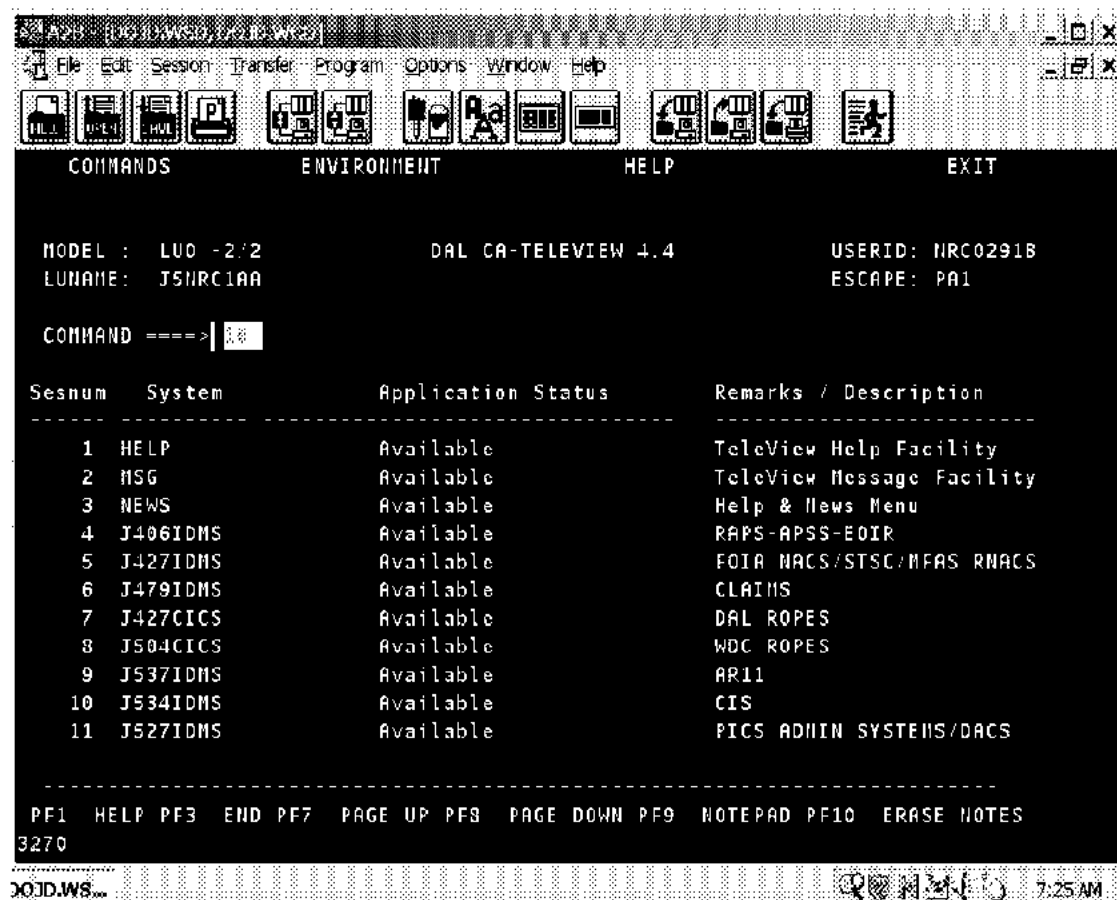 File Edit Session Transfer Program Options Window Help
COMMANDS ENVIRONMENT HELP EXIT
MODEL : LU0 -2/2 DAL CA-TELEVIEW 4.4 USERID: NRC0291B
LUNAME: J5NRC1AA ESCAPE: PA1
COMMAND ====> 10
Sesnum System Application Status Remarks / Description
1 HELP Available TeleView Help Facility
2 MSG Available TeleView Message Facility
3 NEWS Available Help & News Menu
4 J406IDMS Available RAPS-APSS-EOIR
5 J427IDMS Available FOIA NACS/STSC/MFAS RNACS
6 J479IDMS Available CLAIMS
7 J427CICS Available DAL ROPES
8 J504CICS Available WDC ROPES
9 J537IDMS Available AR11
10 J534IDMS Available CIS
11 J527IDMS Available PICS ADMIN SYSTEMS/DACS
PF1 HELP PF3 END PF7 PAGE UP PF8 PAGE DOWN PF9 NOTEPAD PF10 ERASE NOTES
3270
7:25 AM